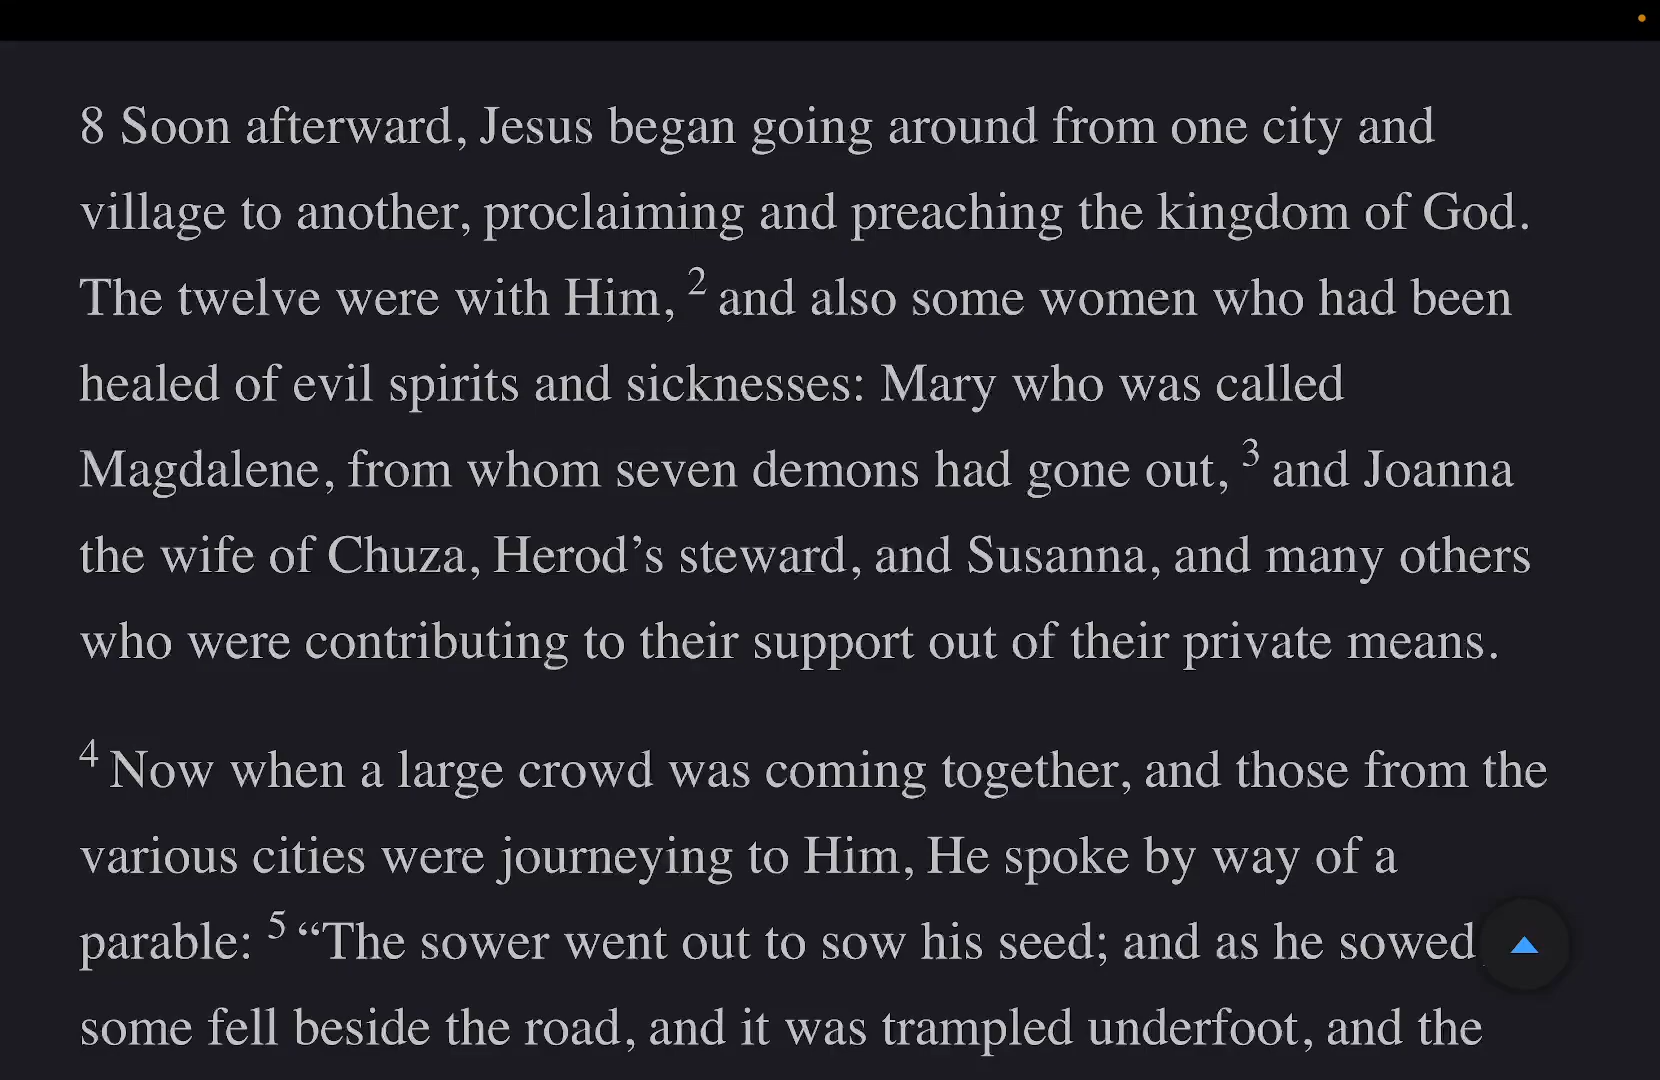 8 Soon afterward, Jesus began going around from one city and
village to another, proclaiming and preaching the kingdom of God.
The twelve were with Him, 2 and also some women who had been
healed of evil spirits and sicknesses: Mary who was called
Magdalene, from whom seven demons had gone out, 3 and Joanna
the wife of Chuza, Herod’s steward, and Susanna, and many others
who were contributing to their support out of their private means.
4 Now when a large crowd was coming together, and those from the
various cities were journeying to Him, He spoke by way of a
parable: 5 “The sower went out to sow his seed; and as he sowed
some fell beside the road, and it was trampled underfoot, and the